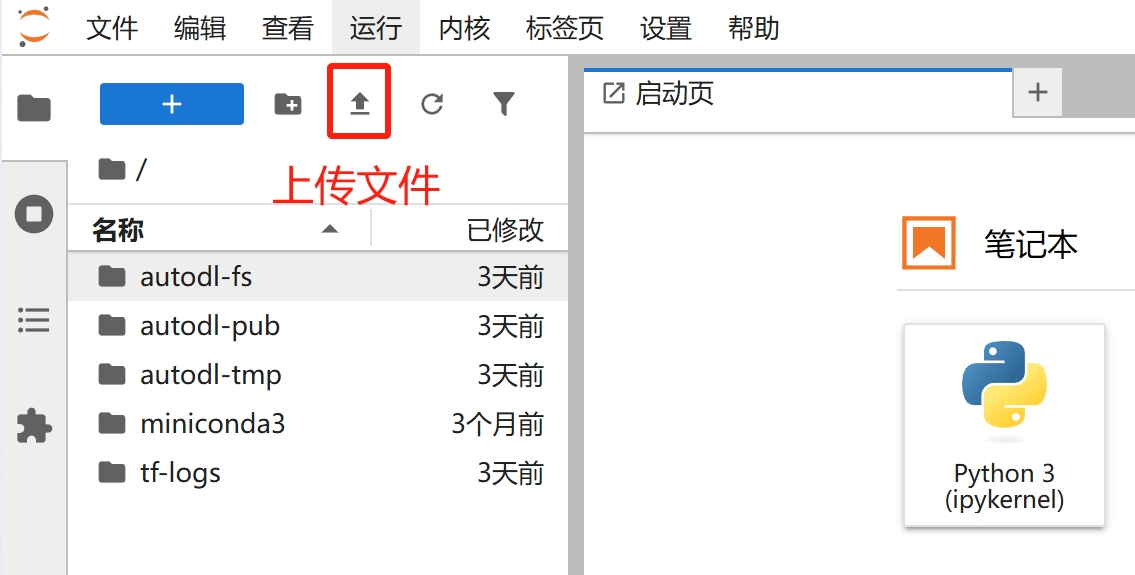 文件 编辑 查看 运行 内核 标签页 设置 帮助
启动页
/
上传文件
名称 已修改
autodl-fs 3天前
autodl-pub 3天前
autodl-tmp 3天前
miniconda3 3个月前
tf-logs 3天前
笔记本
Python 3
(ipykernel)